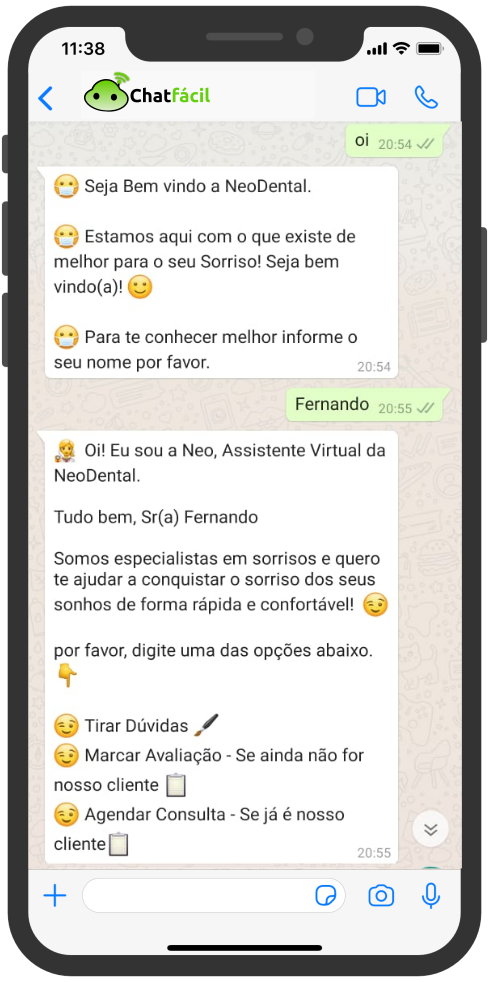 11:38
Chatfácil
oi 20:54
😷 Seja Bem vindo a NeoDental.
😷 Estamos aqui com o que existe de
melhor para o seu Sorriso! Seja bem
vindo(a)! 🙂
😷 Para te conhecer melhor informe o
seu nome por favor.
20:54
Fernando 20:55
Oi! Eu sou a Neo, Assistente Virtual da
NeoDental.
Tudo bem, Sr(a) Fernando
Somos especialistas em sorrisos e quero
te ajudar a conquistar o sorriso dos seus
sonhos de forma rápida e confortável! 😉
por favor, digite uma das opções abaixo.
👇
😉 Tirar Dúvidas 🖌️
😉 Marcar Avaliação - Se ainda não for
nosso cliente 📋
😉 Agendar Consulta - Se já é nosso
cliente📋
20:55